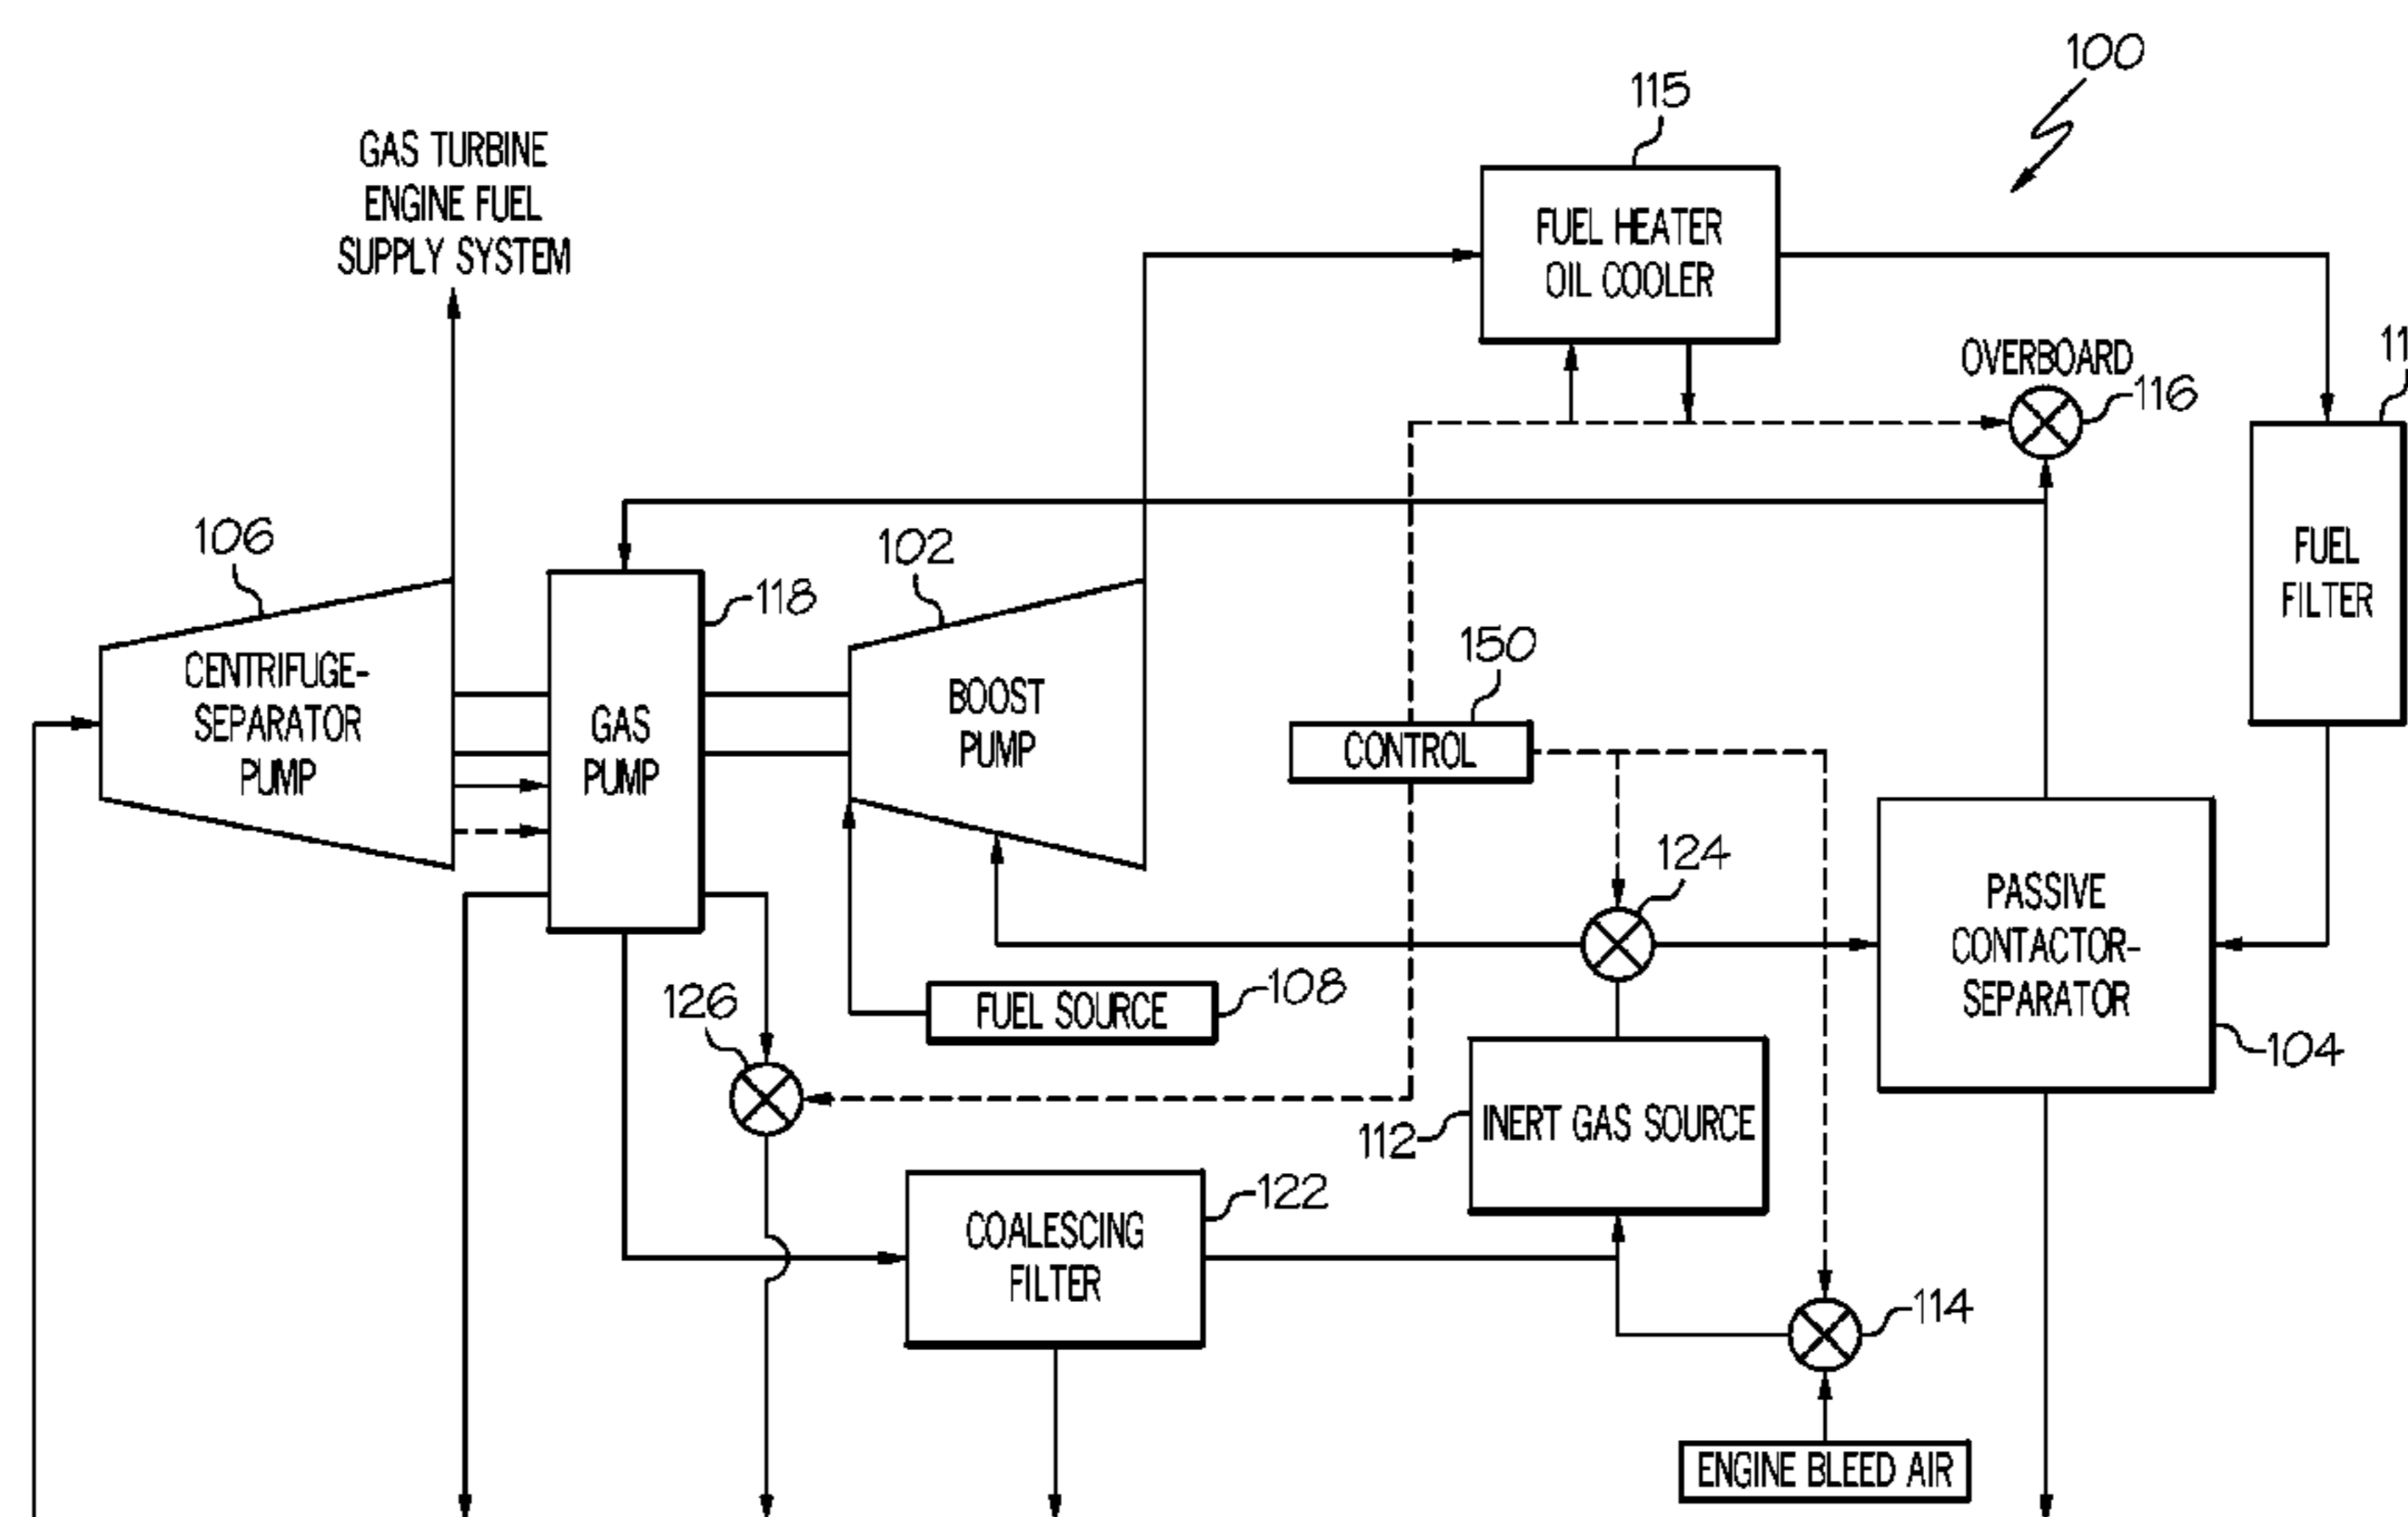 100
115
GAS TURBINE
ENGINE FUEL
SUPPLY SYSTEM
FUEL HEATER
OIL COOLER
OVERBOARD
116
106
102
118
FUEL
FILTER
CENTRIFUGE-
SEPARATOR
PUMP
GAS
PUMP
BOOST
PUMP
150
CONTROL
124
PASSIVE
CONTACTOR-
SEPARATOR
104
126
FUEL SOURCE
108
112
INERT GAS SOURCE
122
COALESCING
FILTER
114
ENGINE BLEED AIR